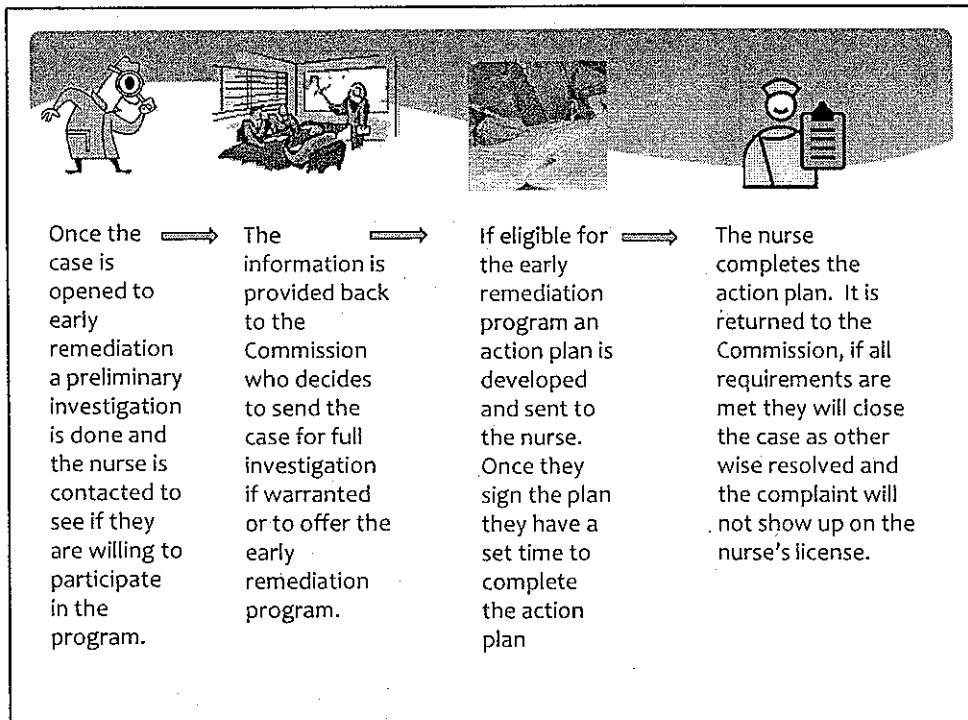 Once the
case is
opened to
early
remediation
a preliminary
investigation
is done and
the nurse is
contacted to
see if they
are willing to
participate
in the
program.
The
information is
provided back
to the
Commission
who decides
to send the
case for full
investigation
if warranted
or to offer the
early
remediation
program.
If eligible for
the early
remediation
program an
action plan is
developed
and sent to
the nurse.
Once they
sign the plan
they have a
set time to
complete
the action
plan
The nurse
completes the
action plan. It is
returned to the
Commission, if all
requirements are
met they will close
the case as other
wise resolved and
the complaint will
not show up on the
nurse's license.